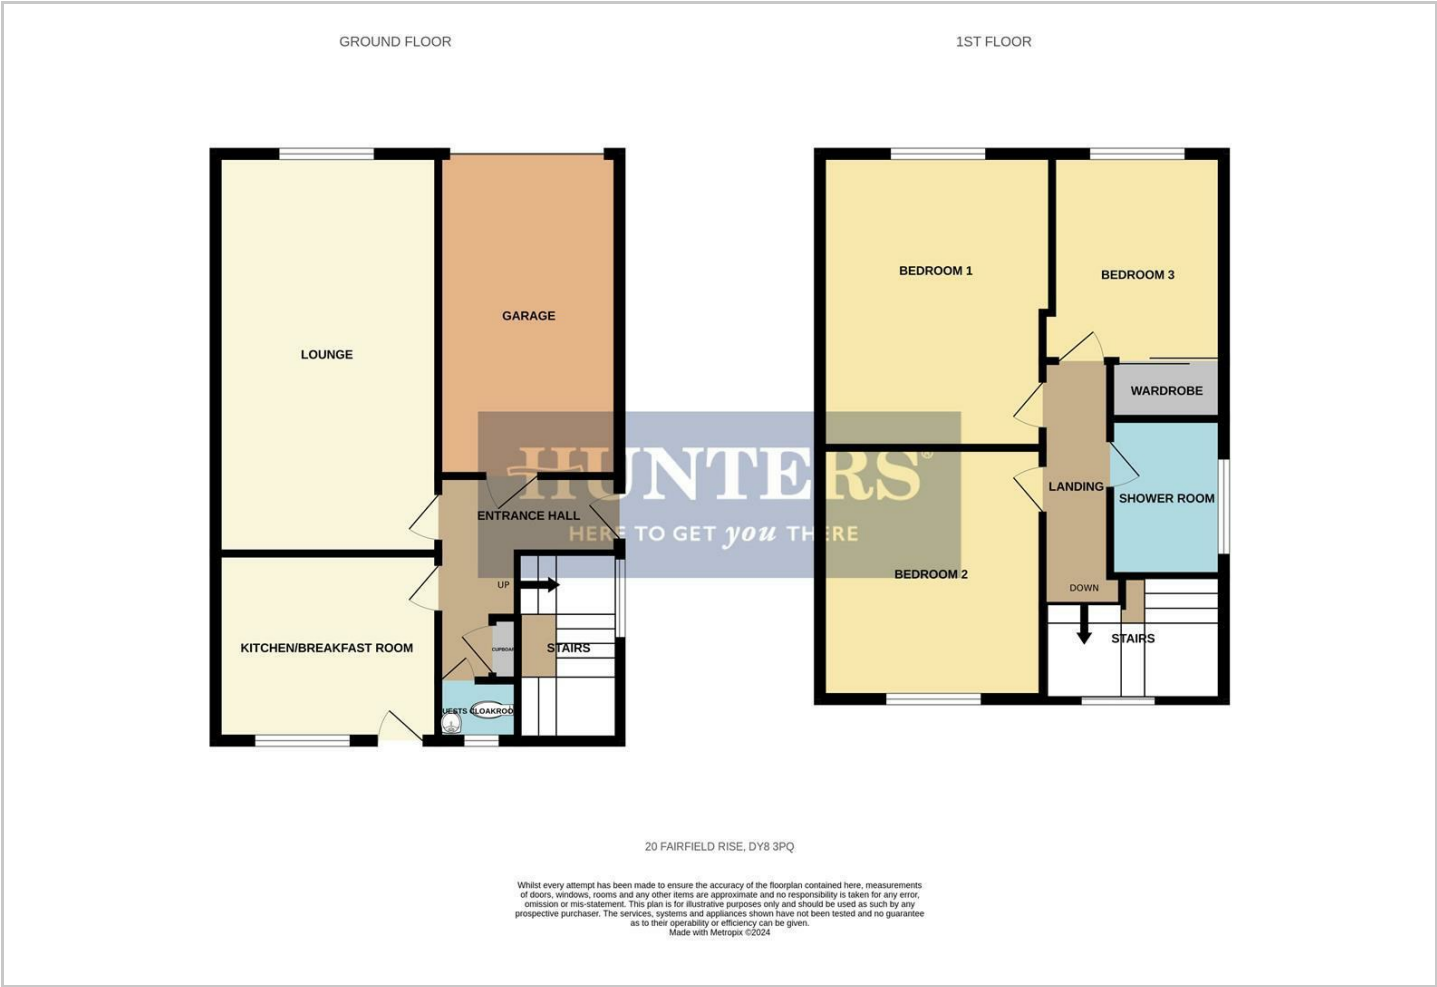 GROUND FLOOR
1ST FLOOR
LOUNGE
GARAGE
ENTRANCE HALL
UP
KITCHEN/BREAKFAST ROOM
CUPBOAR
STAIRS
UESTS CLOAKROO
BEDROOM 1
BEDROOM 3
WARDROBE
LANDING
SHOWER ROOM
BEDROOM 2
DOWN
STAIRS
HUNTERS®
HERE TO GET you THERE
20 FAIRFIELD RISE, DY8 3PQ
Whilst every attempt has been made to ensure the accuracy of the floorplan contained here, measurements
of doors, windows, rooms and any other items are approximate and no responsibility is taken for any error,
omission or mis-statement. This plan is for illustrative purposes only and should be used as such by any
prospective purchaser. The services, systems and appliances shown have not been tested and no guarantee
as to their operability or efficiency can be given.
Made with Metropix ©2024